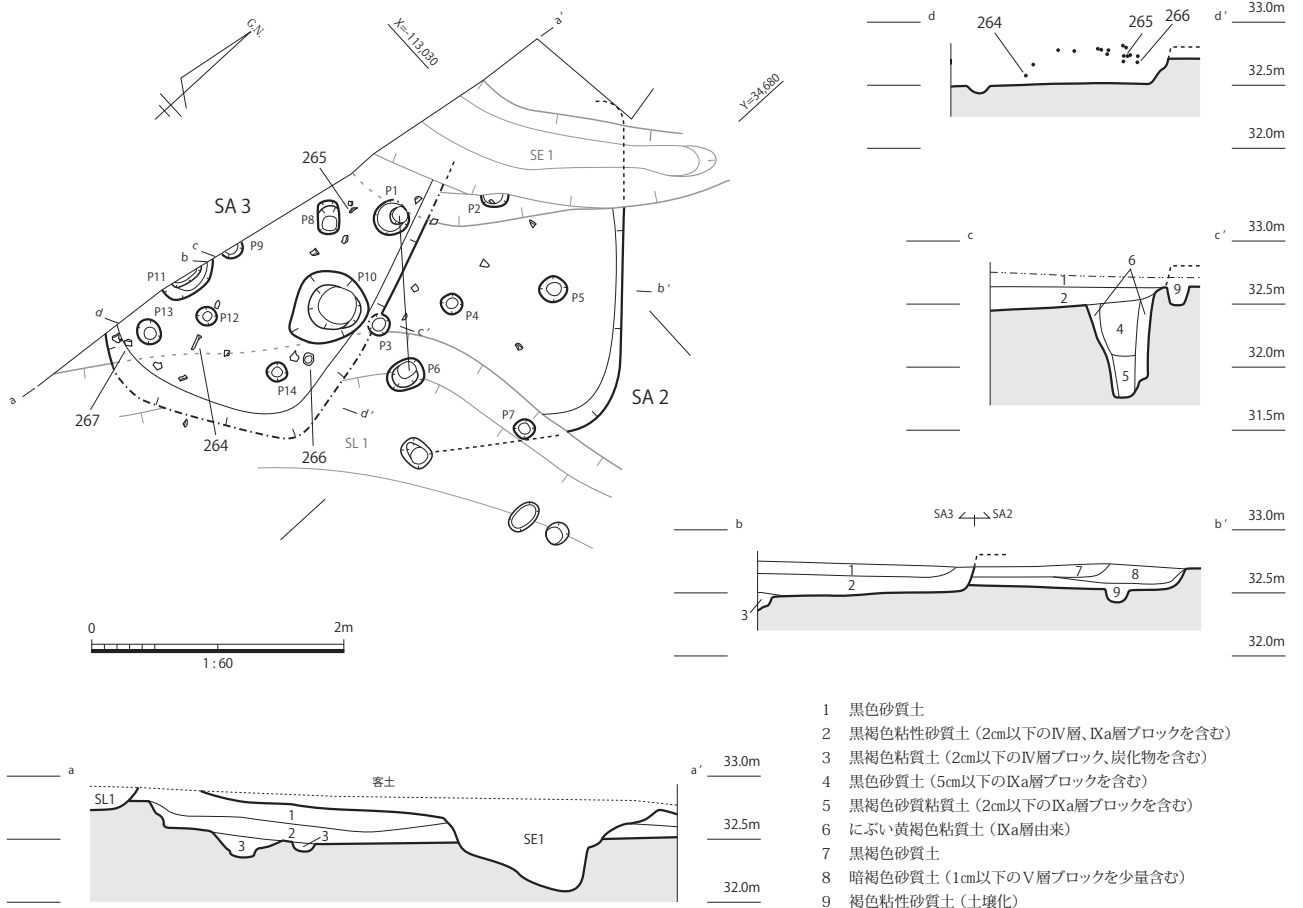 G.N.
X=-113,030
a′
Y=34,680
SE 1
265
SA 3
P1
P8
P2
c
b
P9
P11
P10
P5
b′
d
P13
P12
P4
c′
P3
P6
P14
d′
P7
SA 2
a
267
264
266
SL 1
0
2m
1 : 60
d
264
265
266
d′
33.0m
32.5m
32.0m
c
6
c′
33.0m
1
2
9
32.5m
4
5
32.0m
31.5m
b
SA3
SA2
b′
33.0m
1
2
7
8
9
3
32.5m
32.0m
a
客土
a′
33.0m
SL1
1
2
3
3
SE1
32.5m
32.0m
1 黒色砂質土
2 黒褐色粘性砂質土（2㎝以下のⅣ層、Ⅸa層ブロックを含む）
3 黒褐色粘質土（2㎝以下のⅣ層ブロック、炭化物を含む）
4 黒色砂質土（5㎝以下のⅨa層ブロックを含む）
5 黒褐色砂質粘質土（2㎝以下のⅨa層ブロックを含む）
6 にぶい黄褐色粘質土（Ⅸa層由来）
7 黒褐色砂質土
8 暗褐色砂質土（1㎝以下のⅤ層ブロックを少量含む）
9 褐色粘性砂質土（土壌化）